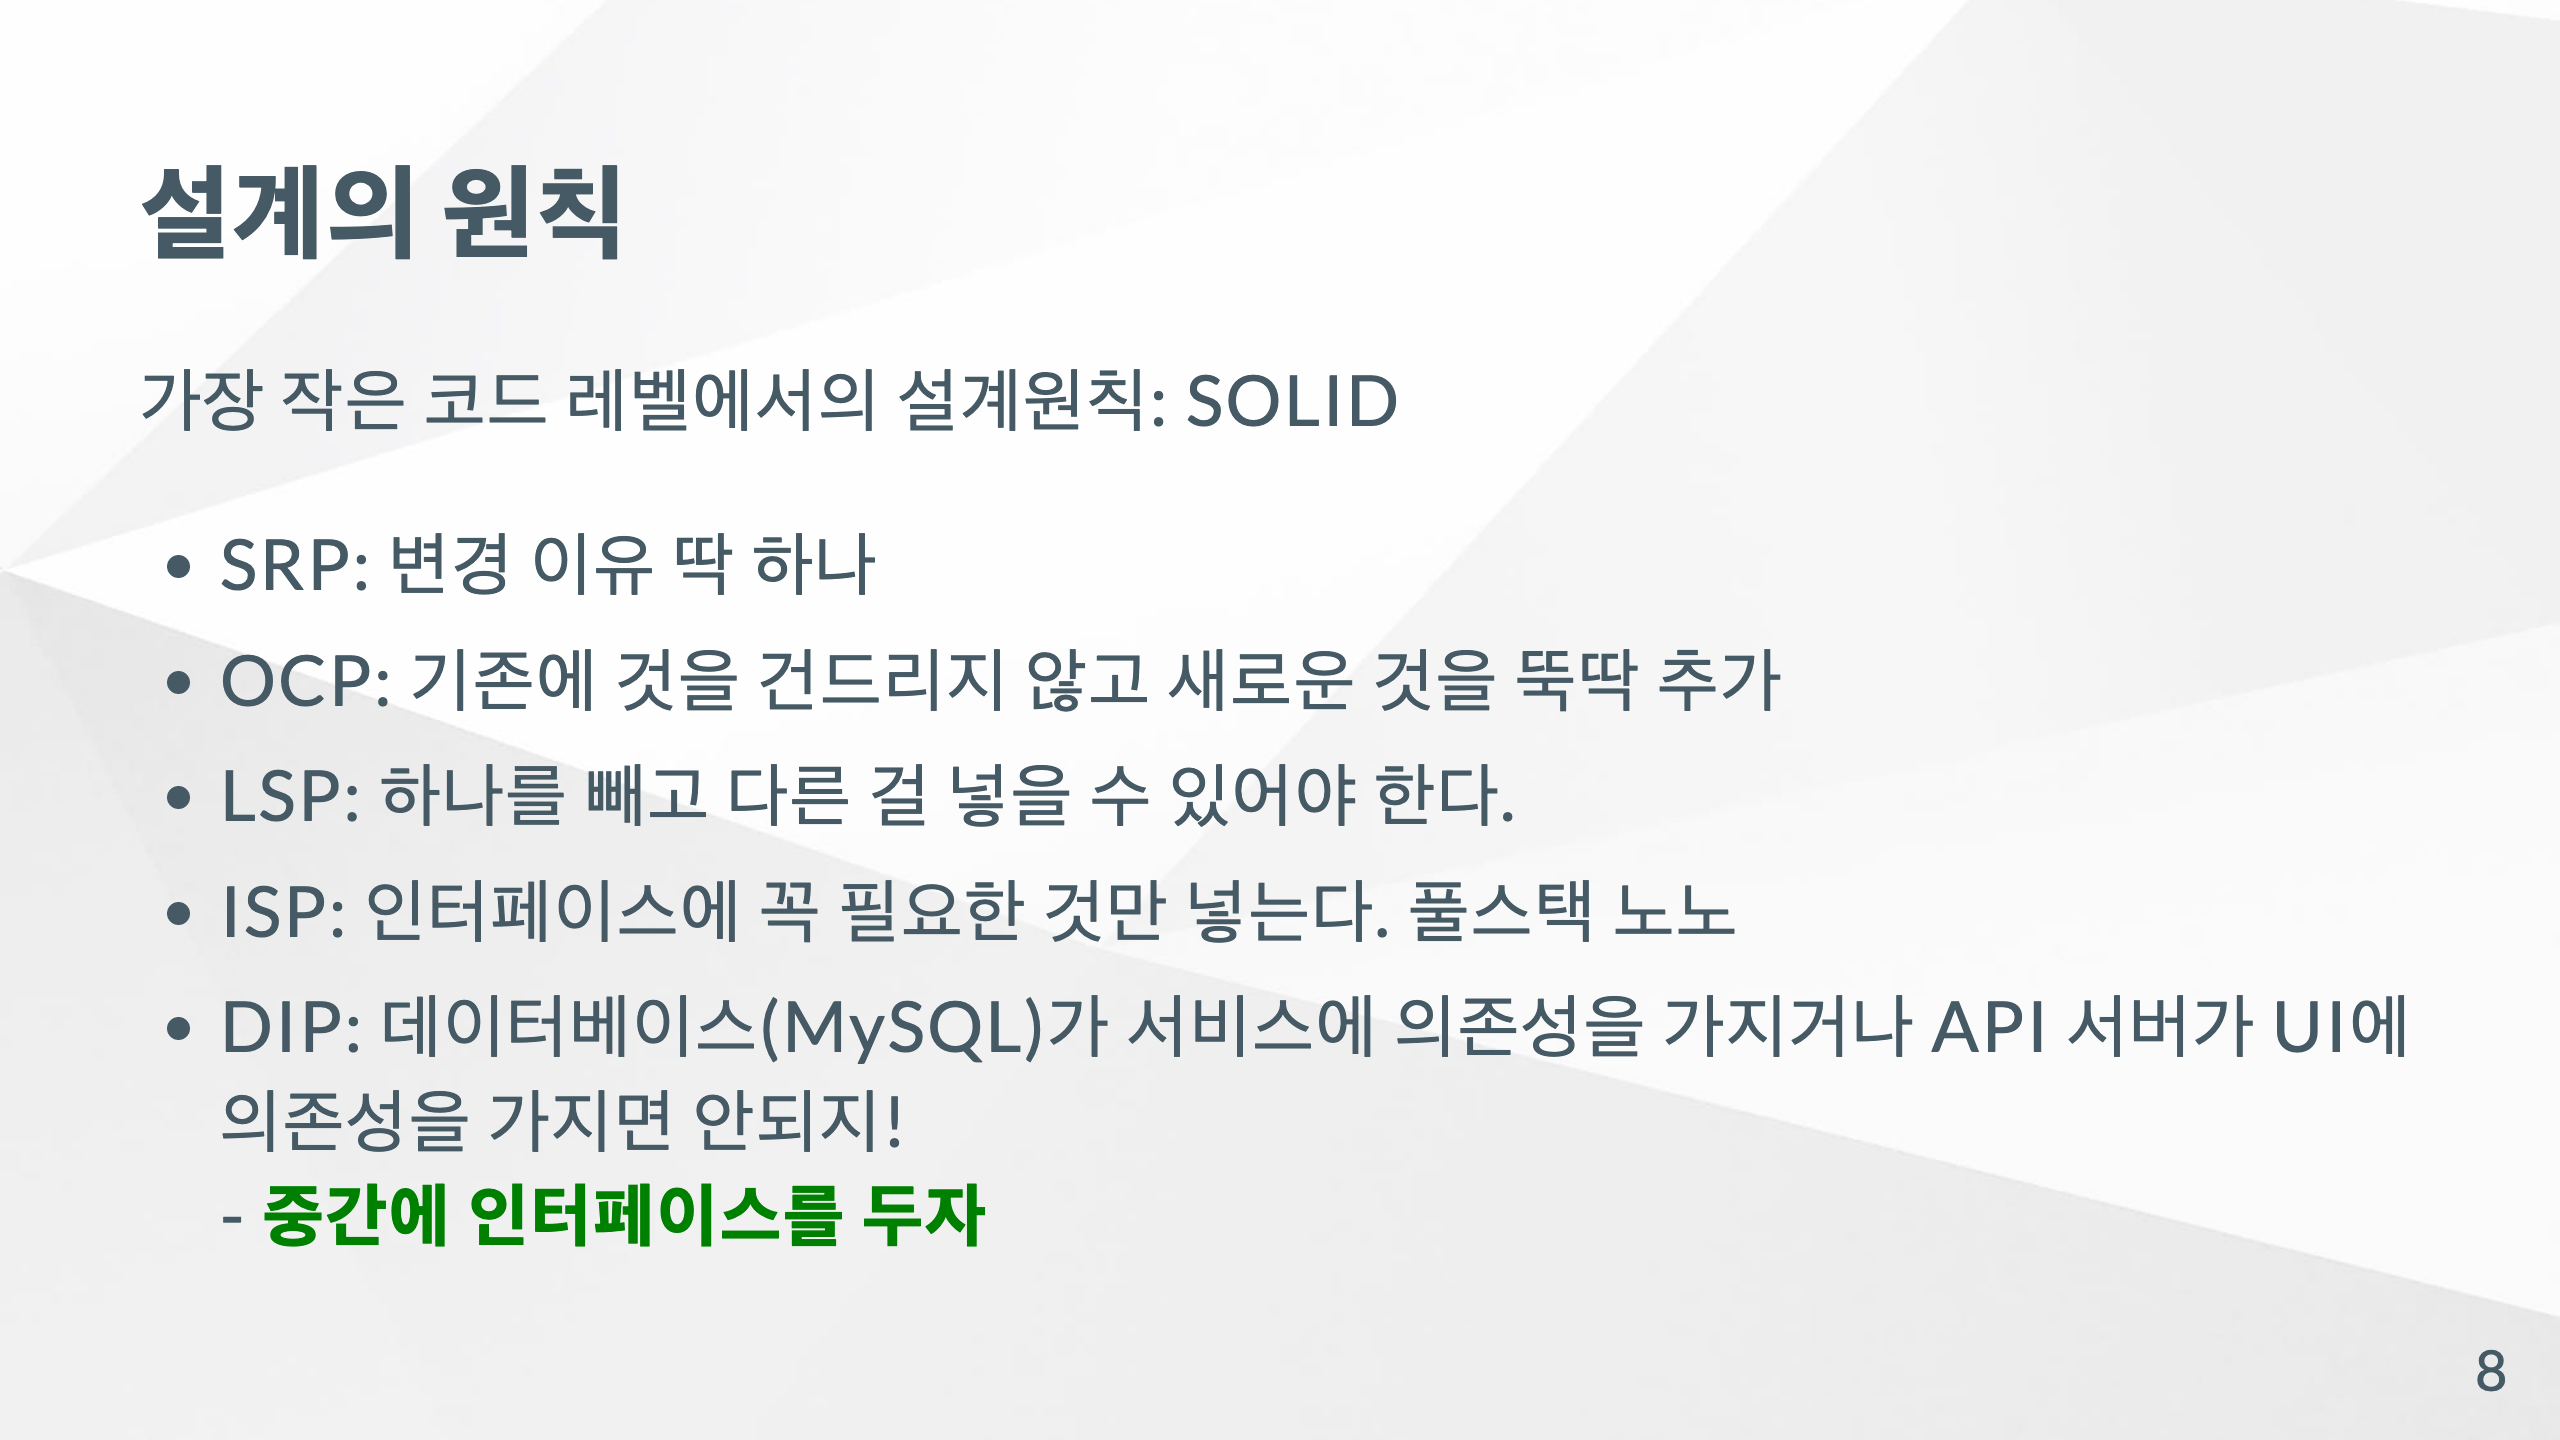 설계의 원칙
가장 작은 코드 레벨에서의 설계원칙: SOLID
• SRP: 변경 이유 딱 하나
• OCP: 기존에 것을 건드리지 않고 새로운 것을 뚝딱 추가
• LSP: 하나를 빼고 다른 걸 넣을 수 있어야 한다.
• ISP: 인터페이스에 꼭 필요한 것만 넣는다. 풀스택 노노
• DIP: 데이터베이스(MySQL)가 서비스에 의존성을 가지거나 API 서버가 UI에
의존성을 가지면 안되지!
- 중간에 인터페이스를 두자
8